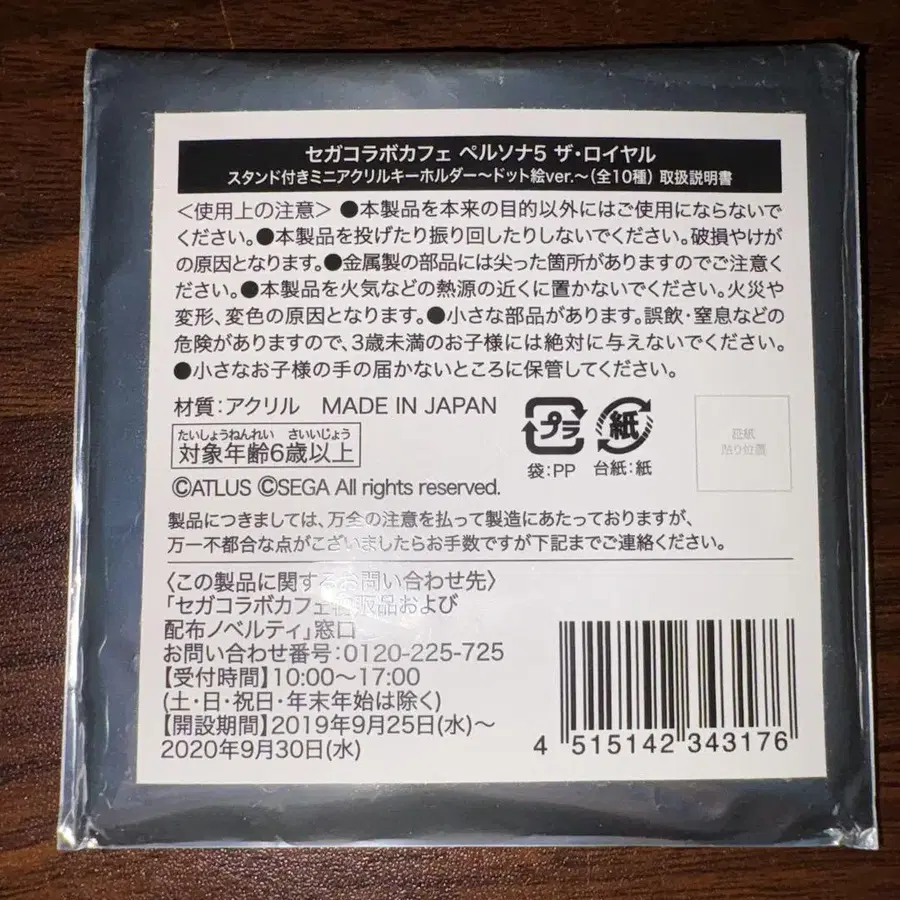 セガコラボカフェ ペルソナ5 ザ・ロイヤル
スタンド付きミニアクリルキーホルダー～ドット絵ver.～(全10種) 取扱説明書
〈使用上の注意〉●本製品を本来の目的以外にはご使用にならないで
ください。●本製品を投げたり振り回したりしないでください。破損やけが
の原因となります。●金属製の部品には尖った箇所がありますのでご注意く
ださい。●本製品を火気などの熱源の近くに置かないでください。火災や
変形、変色の原因となります。●小さな部品があります。誤飲・窒息などの
危険がありますので、3歳未満のお子様には絶対に与えないでください。
●小さなお子様の手の届かないところに保管してください。
材質：アクリル MADE IN JAPAN
たいしょうねんれい さいいじょう
対象年齢6歳以上
プラ
袋：PP
紙
台紙：紙
証紙
貼り位置
©ATLUS ©SEGA All rights reserved.
製品につきましては、万全の注意を払って製造にあたっておりますが、
万一不都合な点がございましたらお手数ですが下記までご連絡ください。
〈この製品に関するお問い合わせ先〉
「セガコラボカフェ物販品および
配布ノベルティ」窓口
お問い合わせ番号：0120-225-725
【受付時間】10:00～17:00
(土・日・祝日・年末年始は除く)
【開設期間】2019年9月25日(水)～
2020年9月30日(水)
4 515142 343176